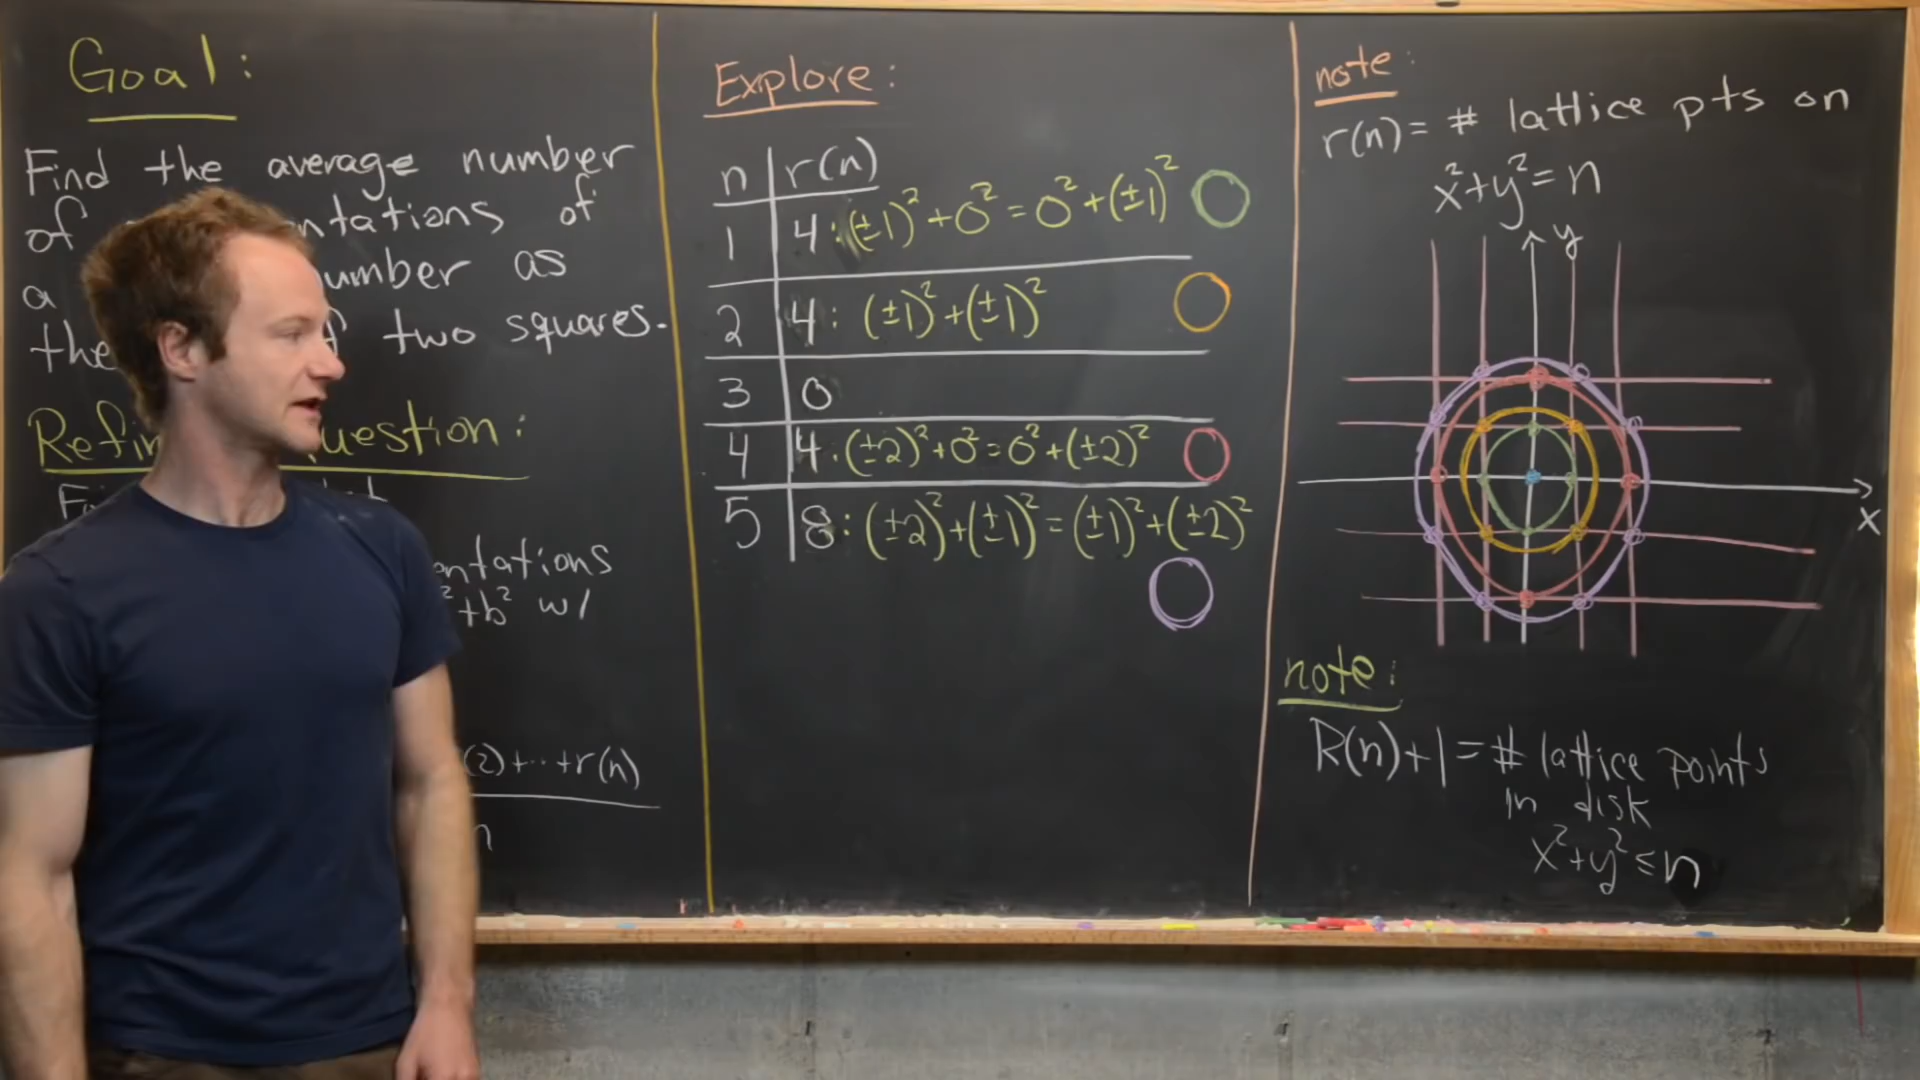 Goal:
Find the average number
of ntations of
a umber as
the two squares.
Refin uestion:
entations
²+b² w/
(2)+⋯+r(n)
n
Explore:
n r(n)
1 4: (±1)²+0²=0²+(±1)²
2 4: (±1)²+(±1)²
3 0
4 4: (±2)²+0²=0²+(±2)²
5 8: (±2)²+(±1)²=(±1)²+(±2)²
note:
r(n)= # lattice pts on
x²+y²=n
y
x
note:
R(n)+1=# lattice points
in disk
x²+y²≤n